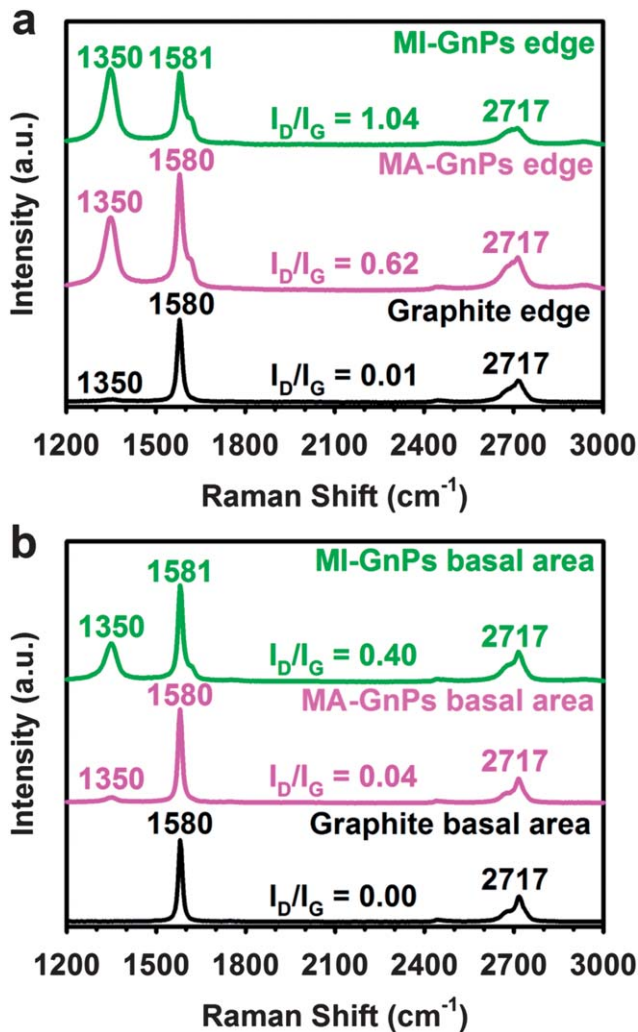 a
MI-GnPs edge
1350 1581
I_D/I_G = 1.04 2717
MA-GnPs edge
1580
1350
I_D/I_G = 0.62 2717
Graphite edge
1580
1350 I_D/I_G = 0.01 2717
Intensity (a.u.)
1200 1500 1800 2100 2400 2700 3000
Raman Shift (cm⁻¹)
b
1581 MI-GnPs basal area
1350
I_D/I_G = 0.40 2717
1580 MA-GnPs basal area
1350 I_D/I_G = 0.04 2717
1580 Graphite basal area
I_D/I_G = 0.00 2717
Intensity (a.u.)
1200 1500 1800 2100 2400 2700 3000
Raman Shift (cm⁻¹)